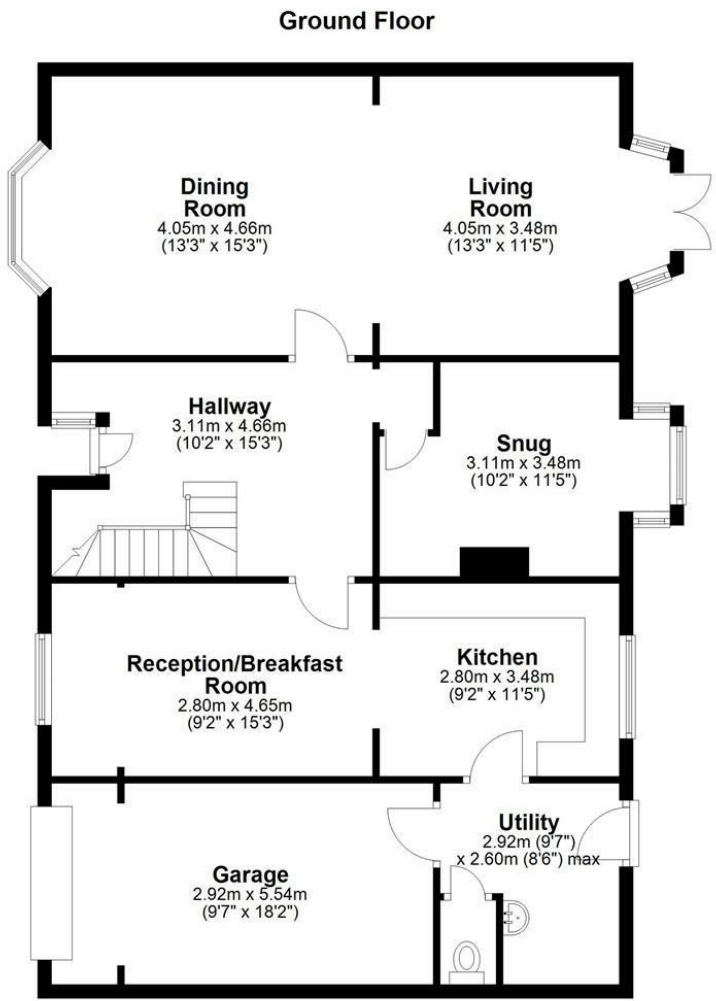 Ground Floor
Dining
Room
4.05m x 4.66m
(13'3" x 15'3")
Living
Room
4.05m x 3.48m
(13'3" x 11'5")
Hallway
3.11m x 4.66m
(10'2" x 15'3")
Snug
3.11m x 3.48m
(10'2" x 11'5")
Reception/Breakfast
Room
2.80m x 4.65m
(9'2" x 15'3")
Kitchen
2.80m x 3.48m
(9'2" x 11'5")
Utility
2.92m (9'7")
x 2.60m (8'6") max
Garage
2.92m x 5.54m
(9'7" x 18'2")